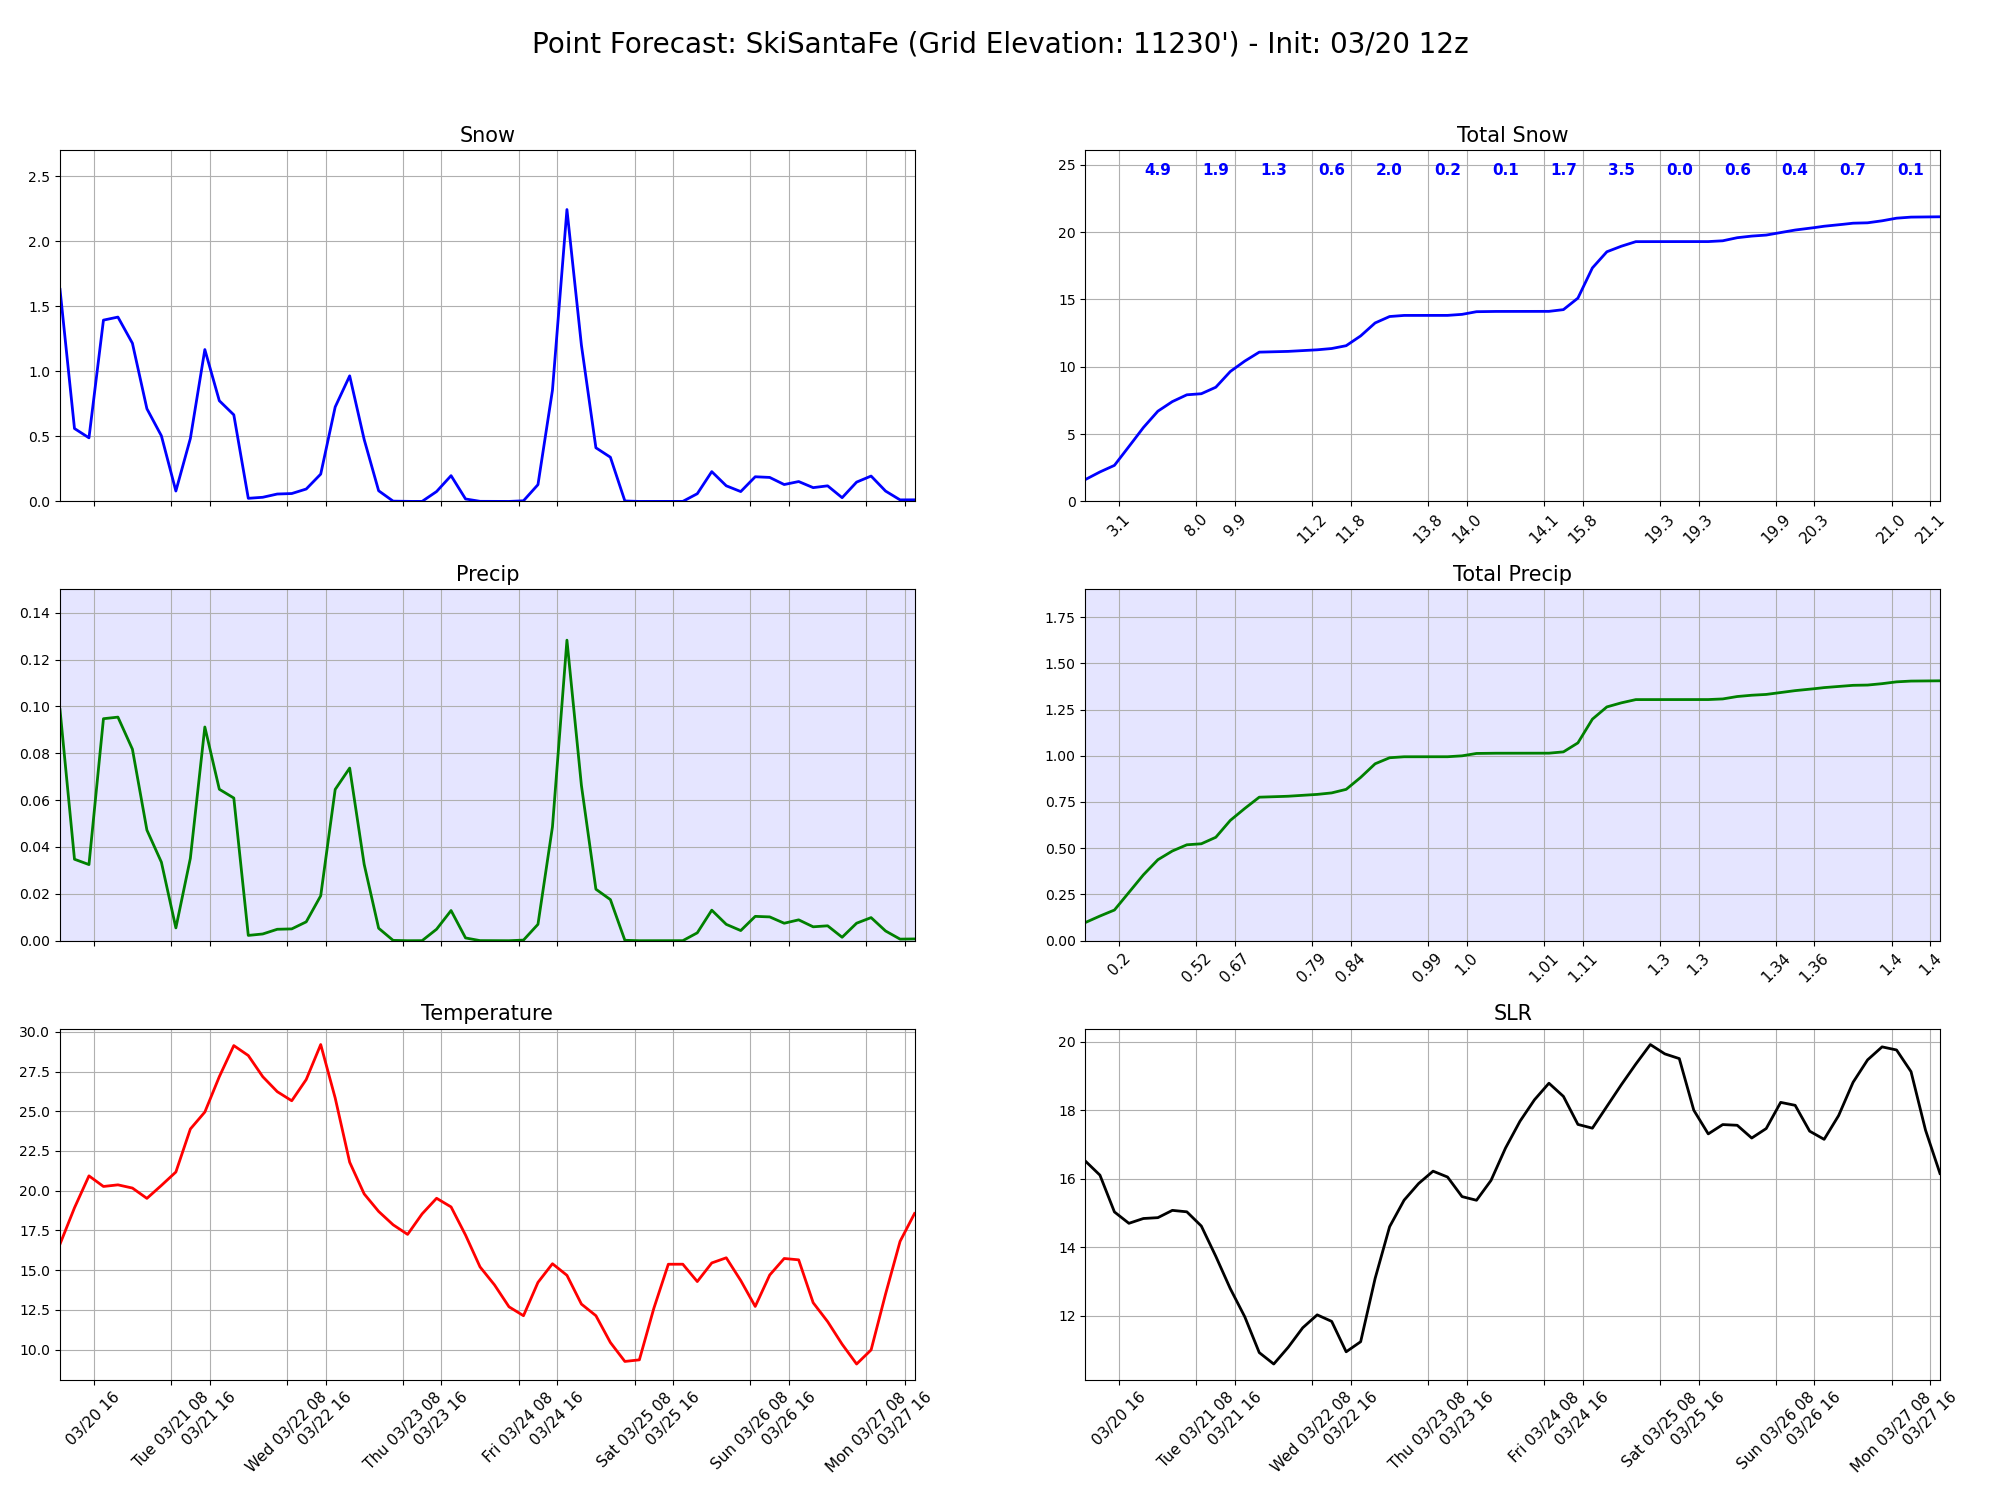 Point Forecast: SkiSantaFe (Grid Elevation: 11230') - Init: 03/20 12z
Snow
2.5
2.0
1.5
1.0
0.5
0.0
Total Snow
25
20
15
10
5
0
4.9 1.9 1.3 0.6 2.0 0.2 0.1 1.7 3.5 0.0 0.6 0.4 0.7 0.1
3.1 8.0 9.9 11.2 11.8 13.8 14.0 14.1 15.8 19.3 19.3 19.9 20.3 21.0 21.1
Precip
0.14
0.12
0.10
0.08
0.06
0.04
0.02
0.00
Total Precip
1.75
1.50
1.25
1.00
0.75
0.50
0.25
0.00
0.2 0.52 0.67 0.79 0.84 0.99 1.0 1.01 1.11 1.3 1.3 1.34 1.36 1.4 1.4
Temperature
30.0
27.5
25.0
22.5
20.0
17.5
15.0
12.5
10.0
03/20 16
Tue 03/21 08
03/21 16
Wed 03/22 08
03/22 16
Thu 03/23 08
03/23 16
Fri 03/24 08
03/24 16
Sat 03/25 08
03/25 16
Sun 03/26 08
03/26 16
Mon 03/27 08
03/27 16
SLR
20
18
16
14
12
03/20 16
Tue 03/21 08
03/21 16
Wed 03/22 08
03/22 16
Thu 03/23 08
03/23 16
Fri 03/24 08
03/24 16
Sat 03/25 08
03/25 16
Sun 03/26 08
03/26 16
Mon 03/27 08
03/27 16